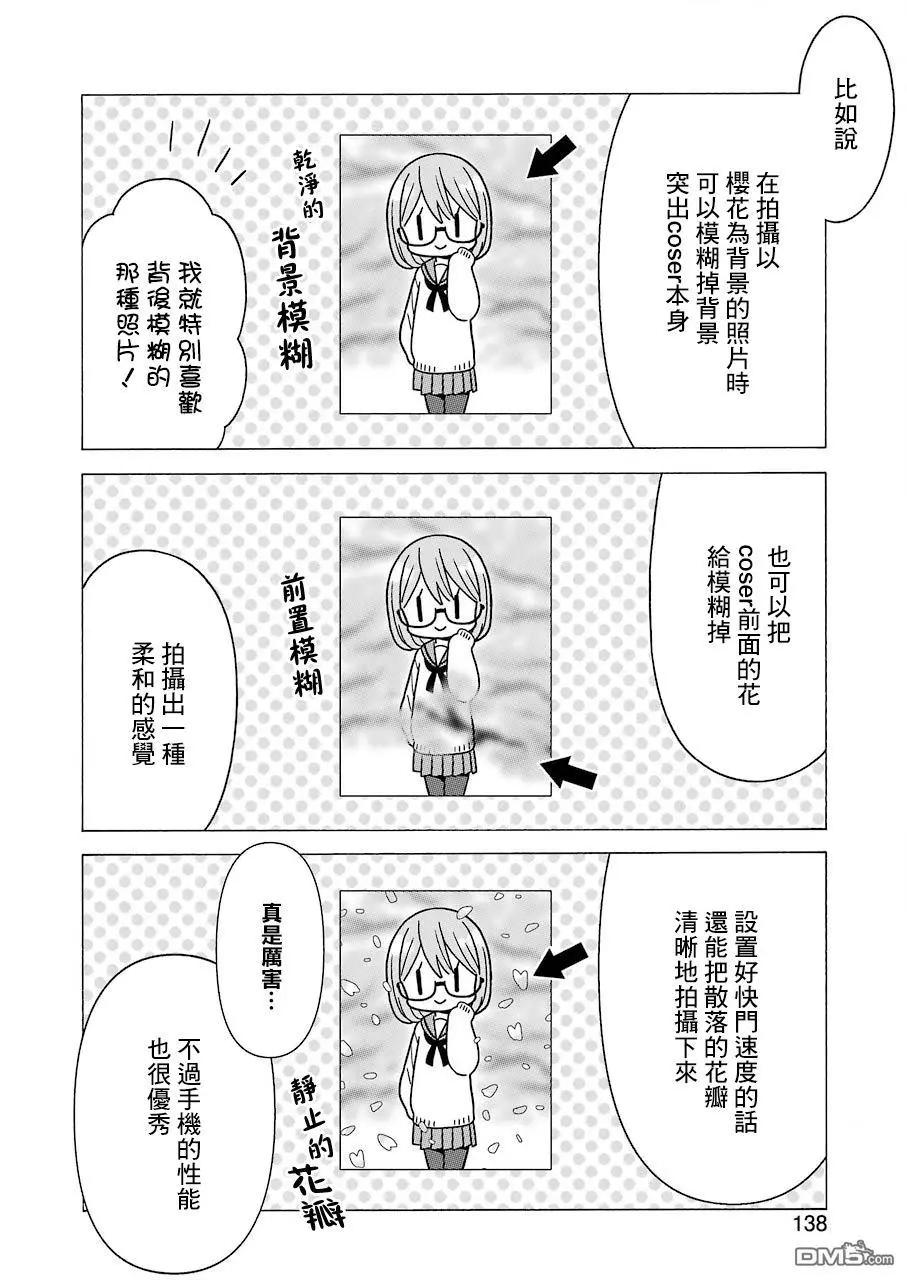 比如說
在拍攝以
櫻花為背景的照片時
可以模糊掉背景
突出coser本身
乾淨的
背景模糊
我就特別喜歡
背後模糊的
那種照片！
也可以把
coser前面的花
給模糊掉
前置模糊
拍攝出一種
柔和的感覺
設置好快門速度的話
還能把散落的花瓣
清晰地拍攝下來
真是厲害…
靜止的
花瓣
不過手機的性能
也很優秀
138
DM5.com